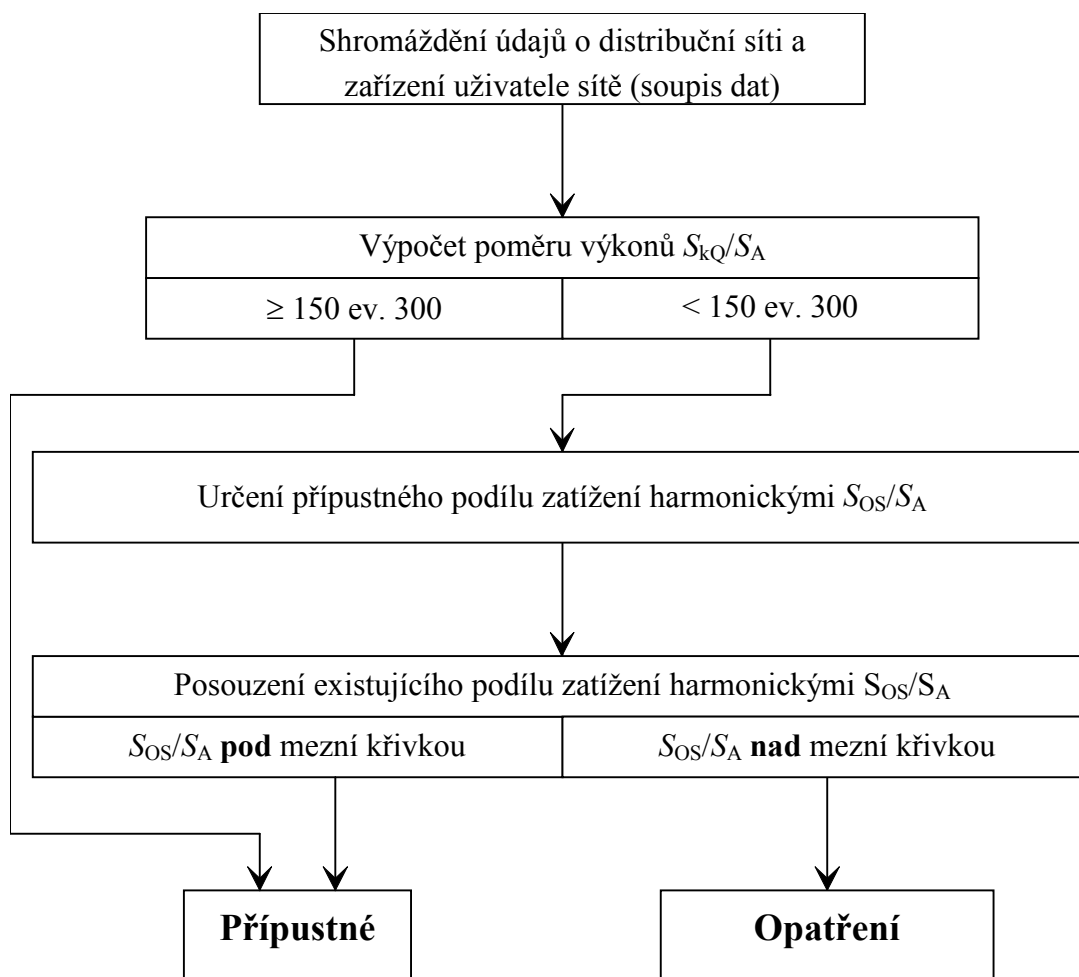 Shromáždění údajů o distribuční síti a
zařízení uživatele sítě (soupis dat)
Výpočet poměru výkonů SkQ/SA
≥ 150 ev. 300
< 150 ev. 300
Určení přípustného podílu zatížení harmonickými SOS/SA
Posouzení existujícího podílu zatížení harmonickými SOS/SA
SOS/SA pod mezní křivkou
SOS/SA nad mezní křivkou
Přípustné
Opatření